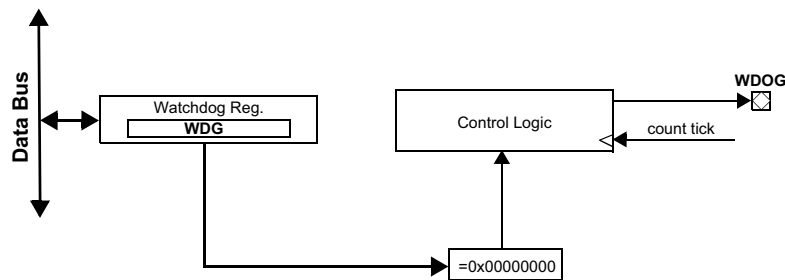 Data Bus
Watchdog Reg.
WDG
Control Logic
WDOG
count tick
=0x00000000